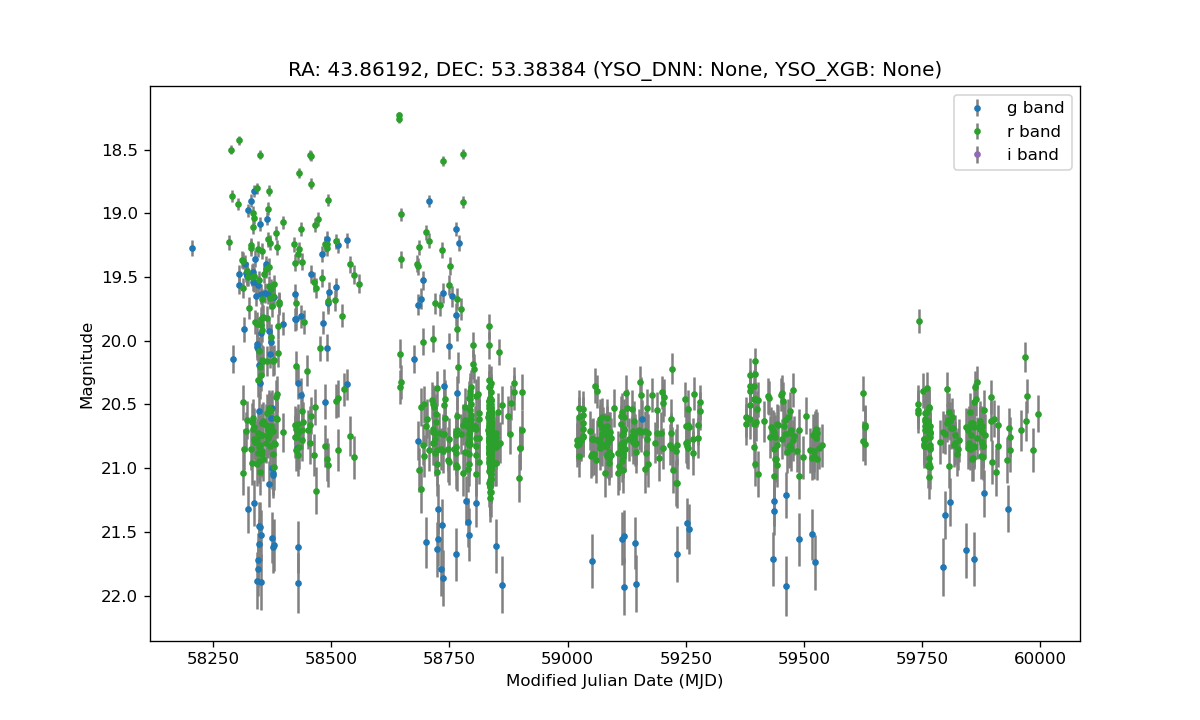 RA: 43.86192, DEC: 53.38384 (YSO_DNN: None, YSO_XGB: None)
g band
r band
i band
18.5
19.0
19.5
20.0
20.5
21.0
21.5
22.0
Magnitude
58250 58500 58750 59000 59250 59500 59750 60000
Modified Julian Date (MJD)